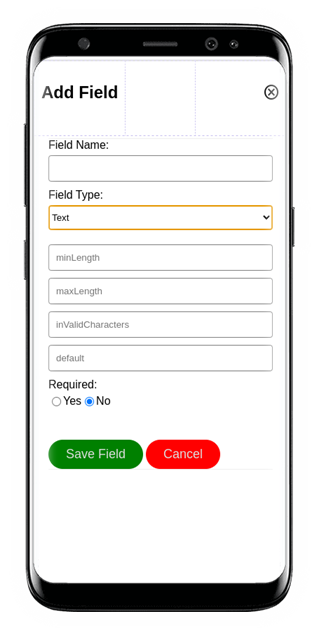 Add Field
Field Name:
Field Type:
Text
minLength
maxLength
inValidCharacters
default
Required:
Yes No
Save Field Cancel